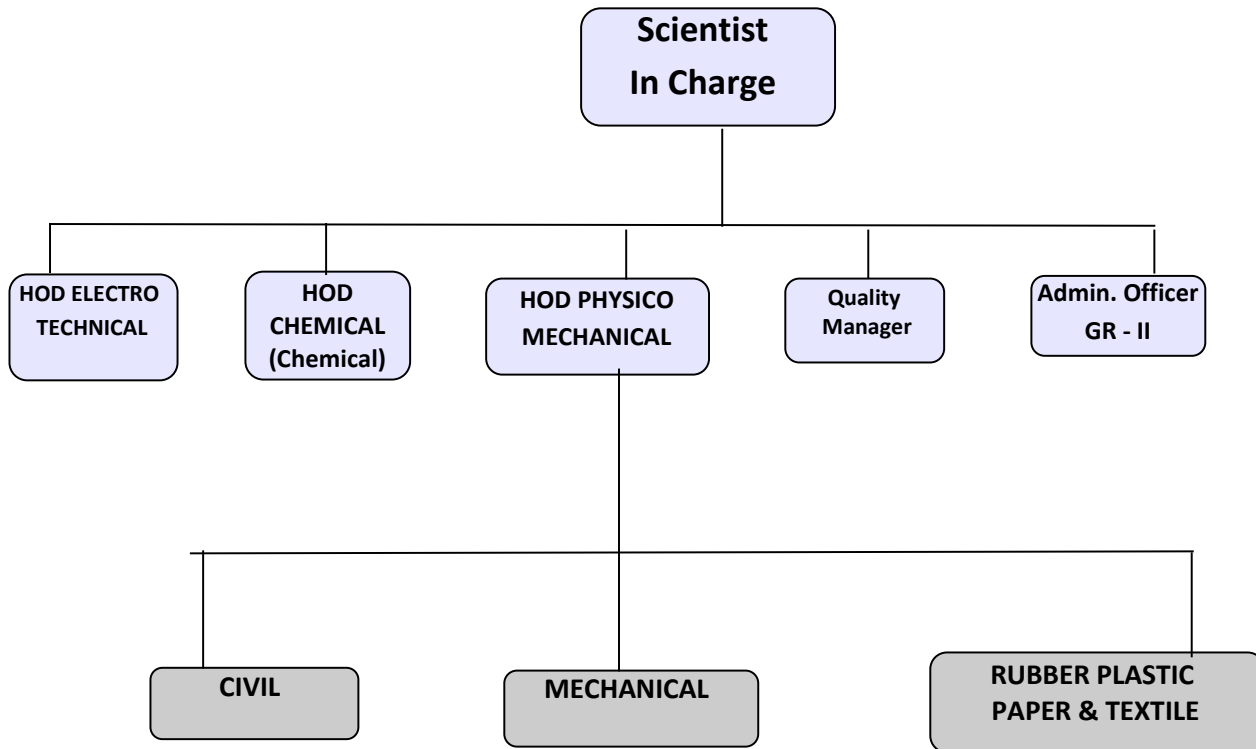 Scientist
In Charge
HOD ELECTRO
TECHNICAL
HOD
CHEMICAL
(Chemical)
HOD PHYSICO
MECHANICAL
Quality
Manager
Admin. Officer
GR - II
CIVIL
MECHANICAL
RUBBER PLASTIC
PAPER & TEXTILE